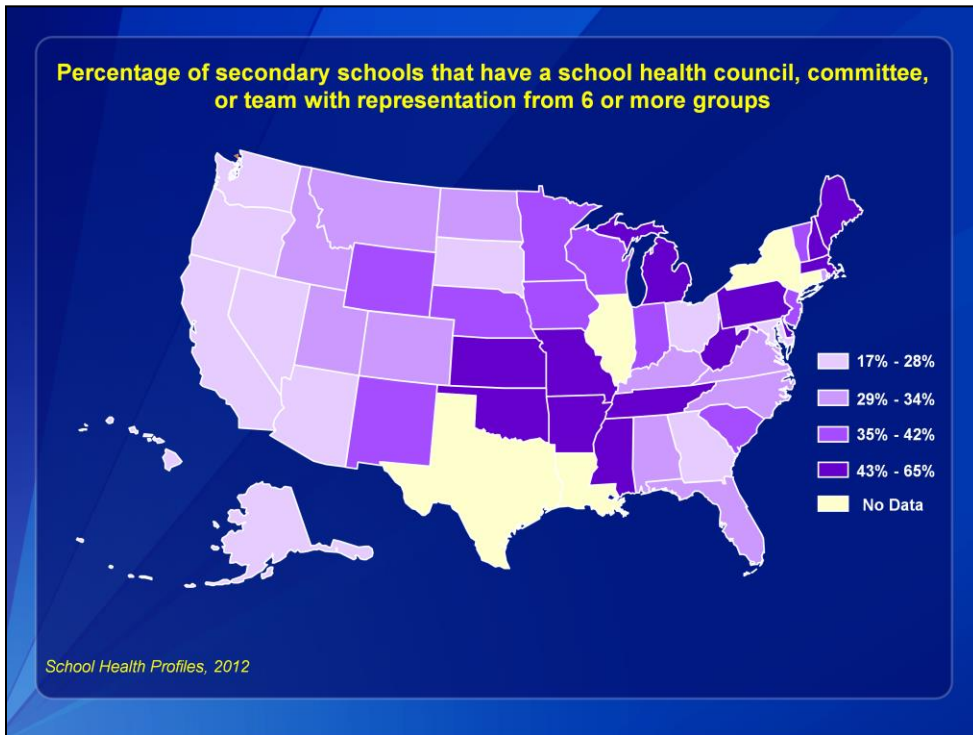 Percentage of secondary schools that have a school health council, committee,
or team with representation from 6 or more groups
17% - 28%
29% - 34%
35% - 42%
43% - 65%
No Data
School Health Profiles, 2012